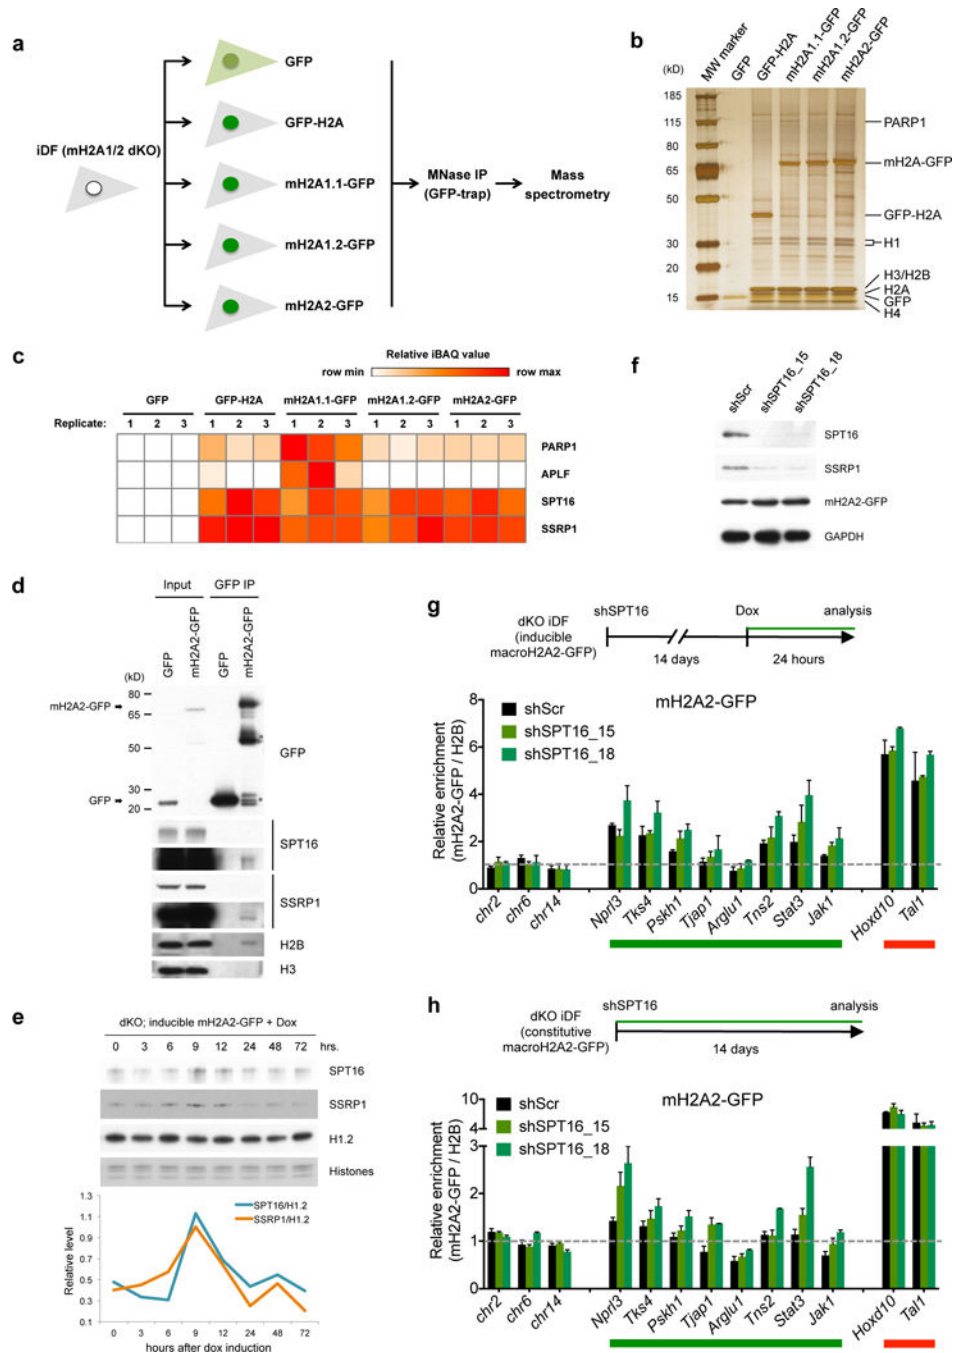 a
iDF (mH2A1/2 dKO)
GFP
GFP-H2A
mH2A1.1-GFP
mH2A1.2-GFP
mH2A2-GFP
MNase IP
(GFP-trap)
Mass
spectrometry
b
(kD)
MW marker
GFP
GFP-H2A
mH2A1.1-GFP
mH2A1.2-GFP
mH2A2-GFP
185
115
80
65
50
30
20
15
PARP1
mH2A-GFP
GFP-H2A
H1
H3/H2B
H2A
GFP
H4
c
Relative iBAQ value
row min
row max
GFP GFP-H2A mH2A1.1-GFP mH2A1.2-GFP mH2A2-GFP
Replicate: 1 2 3 1 2 3 1 2 3 1 2 3 1 2 3
PARP1
APLF
SPT16
SSRP1
f
shScr
shSPT16_15
shSPT16_18
SPT16
SSRP1
mH2A2-GFP
GAPDH
d
Input GFP IP
GFP
mH2A2-GFP
GFP
mH2A2-GFP
(kD)
80
65
50
30
20
mH2A2-GFP
GFP
*
*
GFP
SPT16
SSRP1
H2B
H3
e
dKO; inducible mH2A2-GFP + Dox
0 3 6 9 12 24 48 72 hrs.
SPT16
SSRP1
H1.2
Histones
Relative level
1.3
1.1
0.9
0.7
0.5
0.3
0.1
SPT16/H1.2
SSRP1/H1.2
0 3 6 9 12 24 48 72
hours after dox induction
g
dKO iDF
(inducible
macroH2A2-GFP)
shSPT16
Dox
analysis
14 days
24 hours
mH2A2-GFP
Relative enrichment
(mH2A2-GFP / H2B)
8
6
4
2
0
shScr
shSPT16_15
shSPT16_18
chr2
chr6
chr14
Nprl3
Tks4
Pskh1
Tjap1
Arglu1
Tns2
Stat3
Jak1
Hoxd10
Tal1
h
dKO iDF
(constitutive
macroH2A2-GFP)
shSPT16
analysis
14 days
mH2A2-GFP
Relative enrichment
(mH2A2-GFP / H2B)
10
4
3
2
1
0
shScr
shSPT16_15
shSPT16_18
chr2
chr6
chr14
Nprl3
Tks4
Pskh1
Tjap1
Arglu1
Tns2
Stat3
Jak1
Hoxd10
Tal1